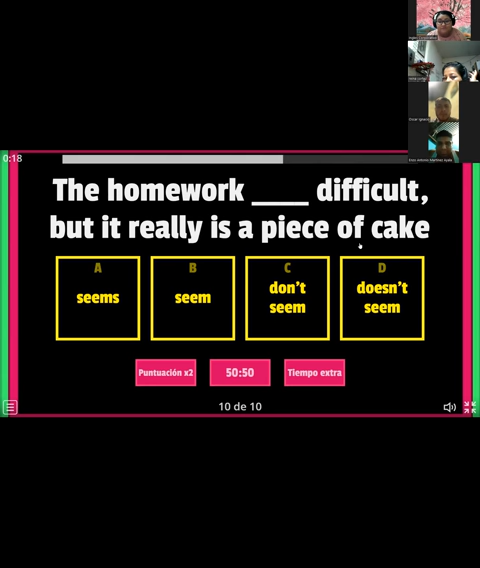 0:18
The homework ____ difficult,
but it really is a piece of cake
A
seems
B
seem
C
don't
seem
D
doesn't
seem
Puntuación x2
50:50
Tiempo extra
10 de 10